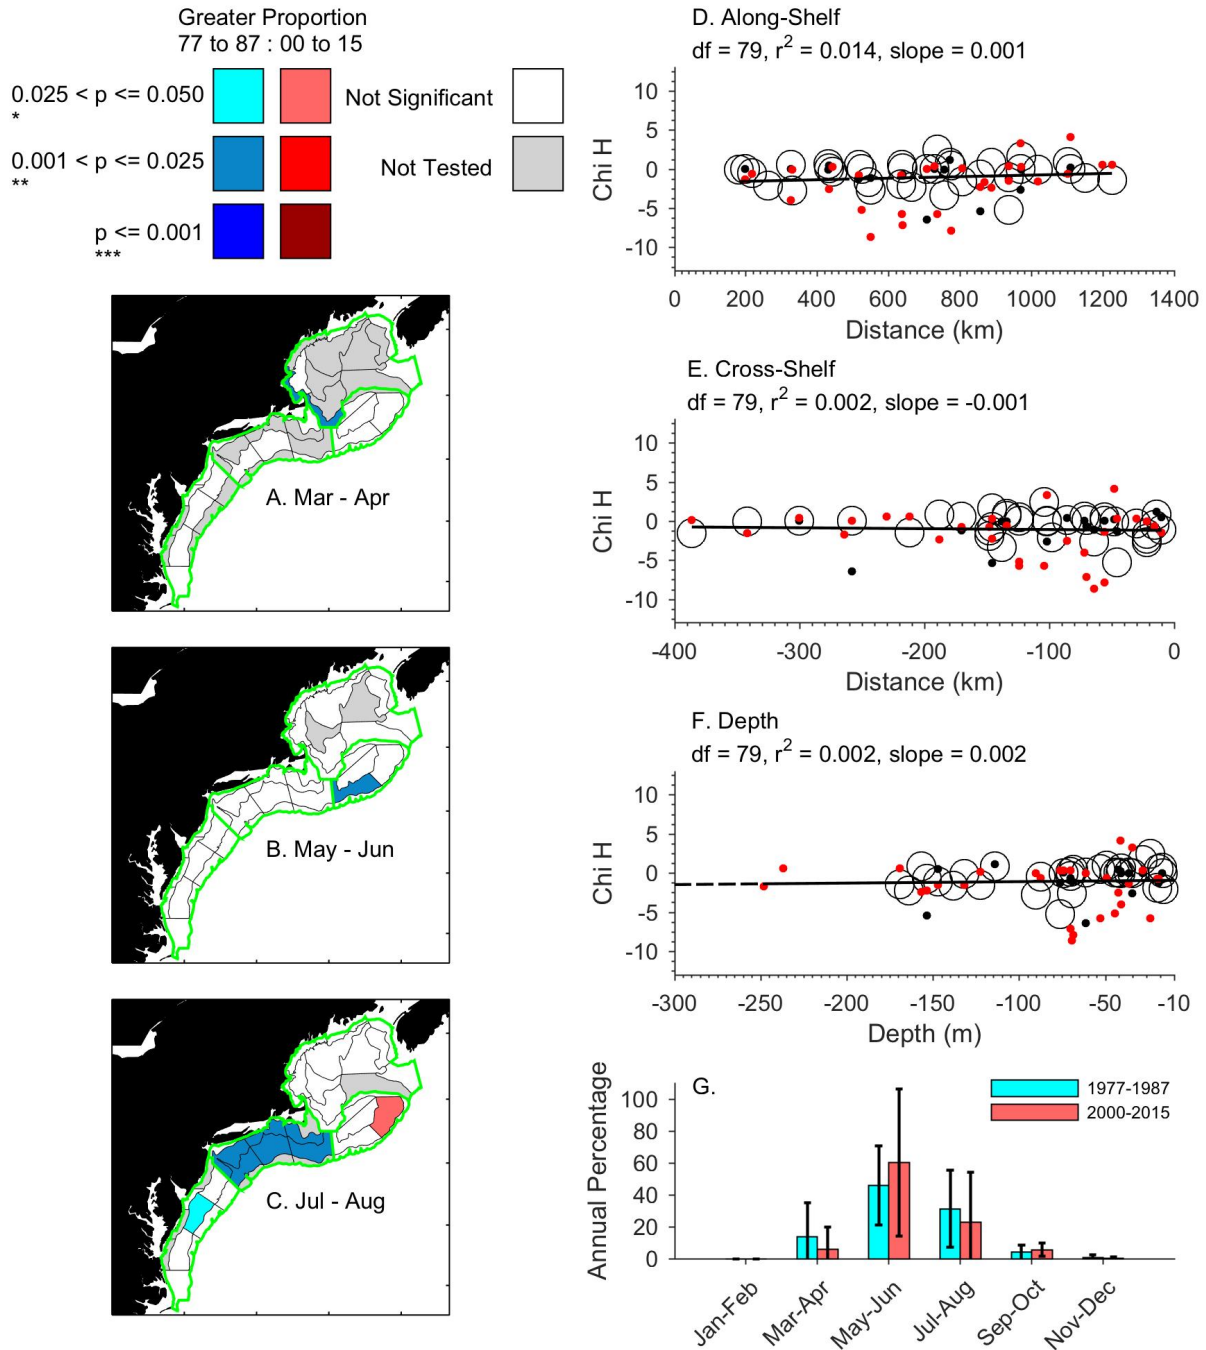 Greater Proportion
77 to 87 : 00 to 15
0.025 < p <= 0.050
*
Not Significant
0.001 < p <= 0.025
**
Not Tested
p <= 0.001
***
A. Mar - Apr
B. May - Jun
C. Jul - Aug
D. Along-Shelf
df = 79, r² = 0.014, slope = 0.001
Chi H
10
5
0
-5
-10
0 200 400 600 800 1000 1200 1400
Distance (km)
E. Cross-Shelf
df = 79, r² = 0.002, slope = -0.001
Chi H
10
5
0
-5
-10
-400 -300 -200 -100 0
Distance (km)
F. Depth
df = 79, r² = 0.002, slope = 0.002
Chi H
10
5
0
-5
-10
-300 -250 -200 -150 -100 -50 -10
Depth (m)
G.
1977-1987
2000-2015
Annual Percentage
100
80
60
40
20
0
Jan-Feb
Mar-Apr
May-Jun
Jul-Aug
Sep-Oct
Nov-Dec